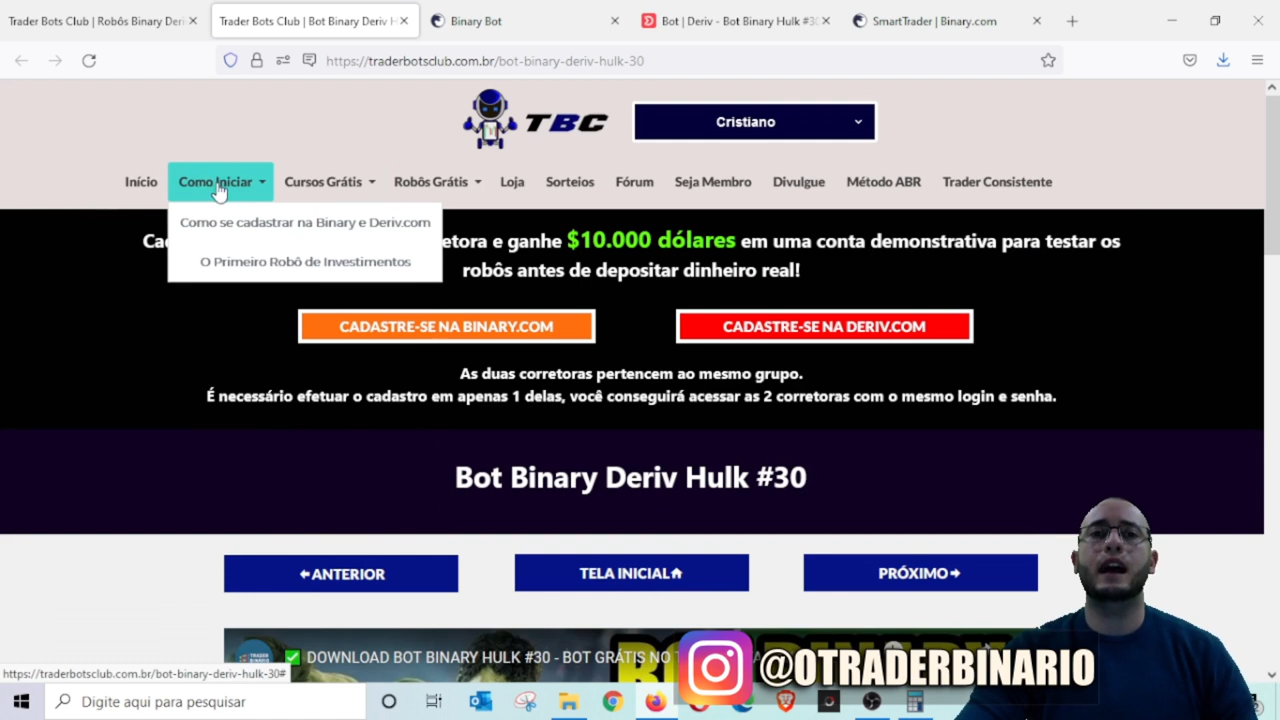 Trader Bots Club | Robôs Binary Deri
Trader Bots Club | Bot Binary Deriv H
Binary Bot
Bot | Deriv - Bot Binary Hulk #30
SmartTrader | Binary.com
https://traderbotsclub.com.br/bot-binary-deriv-hulk-30
TBC
Cristiano
Início
Como Iniciar
Cursos Grátis
Robôs Grátis
Loja
Sorteios
Fórum
Seja Membro
Divulgue
Método ABR
Trader Consistente
Como se cadastrar na Binary e Deriv.com
O Primeiro Robô de Investimentos
etora e ganhe $10.000 dólares em uma conta demonstrativa para testar os
robôs antes de depositar dinheiro real!
CADASTRE-SE NA BINARY.COM
CADASTRE-SE NA DERIV.COM
As duas corretoras pertencem ao mesmo grupo.
É necessário efetuar o cadastro em apenas 1 delas, você conseguirá acessar as 2 corretoras com o mesmo login e senha.
Bot Binary Deriv Hulk #30
ANTERIOR
TELA INICIAL
PRÓXIMO
DOWNLOAD BOT BINARY HULK #30 - BOT GRÁTIS NO T
@OTRADERBINARIO
https://traderbotsclub.com.br/bot-binary-deriv-hulk-30#
Digite aqui para pesquisar